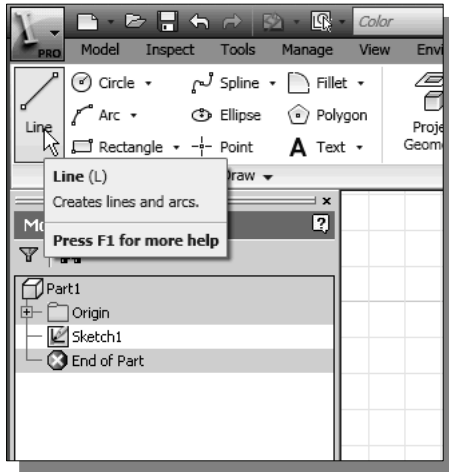 Color
PRO Model Inspect Tools Manage View Envi
Line Circle Spline Fillet
Arc Ellipse Polygon
Rectangle Point A Text
Proje
Geom
Draw
Line (L)
Creates lines and arcs.
Press F1 for more help
Mo
Part1
Origin
Sketch1
End of Part